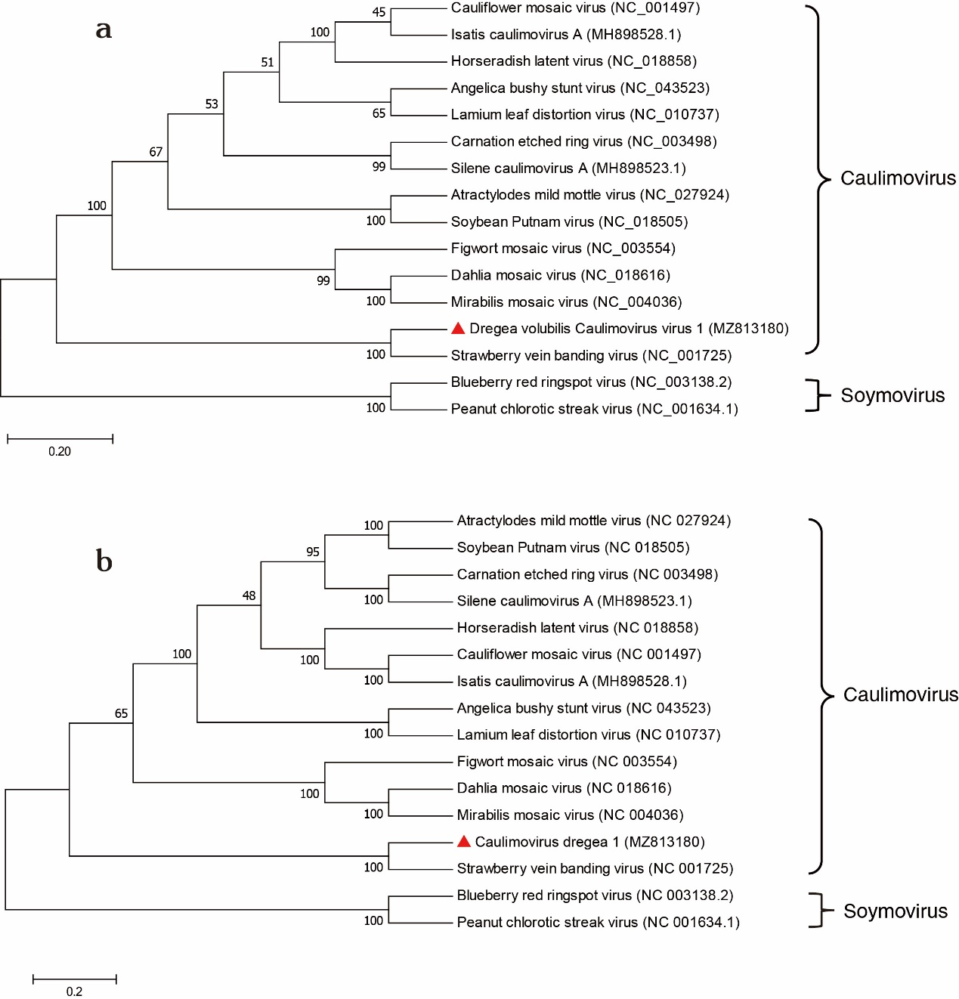 a
45
Cauliflower mosaic virus (NC_001497)
Isatis caulimovirus A (MH898528.1)
100
Horseradish latent virus (NC_018858)
51
Angelica bushy stunt virus (NC_043523)
65
Lamium leaf distortion virus (NC_010737)
53
Carnation etched ring virus (NC_003498)
99
Silene caulimovirus A (MH898523.1)
67
Atractylodes mild mottle virus (NC_027924)
100
Soybean Putnam virus (NC_018505)
100
Figwort mosaic virus (NC_003554)
99
Dahlia mosaic virus (NC_018616)
100
Mirabilis mosaic virus (NC_004036)
Dregea volubilis Caulimovirus virus 1 (MZ813180)
100
Strawberry vein banding virus (NC_001725)
Blueberry red ringspot virus (NC_003138.2)
100
Peanut chlorotic streak virus (NC_001634.1)
Caulimovirus
Soymovirus
0.20
b
100
Atractylodes mild mottle virus (NC 027924)
Soybean Putnam virus (NC 018505)
95
Carnation etched ring virus (NC 003498)
100
Silene caulimovirus A (MH898523.1)
48
Horseradish latent virus (NC 018858)
100
Cauliflower mosaic virus (NC 001497)
100
Isatis caulimovirus A (MH898528.1)
100
Angelica bushy stunt virus (NC 043523)
100
Lamium leaf distortion virus (NC 010737)
65
Figwort mosaic virus (NC 003554)
100
Dahlia mosaic virus (NC 018616)
100
Mirabilis mosaic virus (NC 004036)
Caulimovirus dregea 1 (MZ813180)
100
Strawberry vein banding virus (NC 001725)
Blueberry red ringspot virus (NC 003138.2)
100
Peanut chlorotic streak virus (NC 001634.1)
Caulimovirus
Soymovirus
0.2